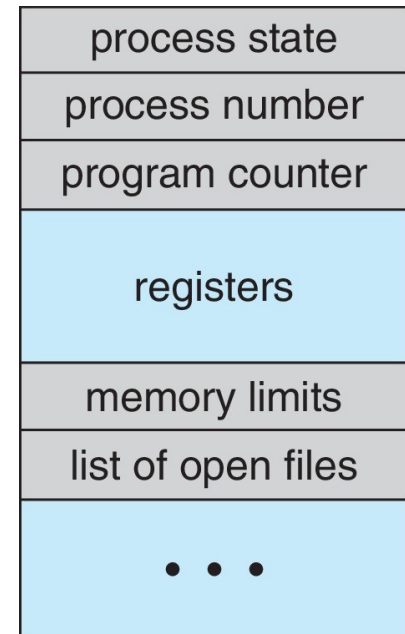 process state
process number
program counter
registers
memory limits
list of open files
• • •